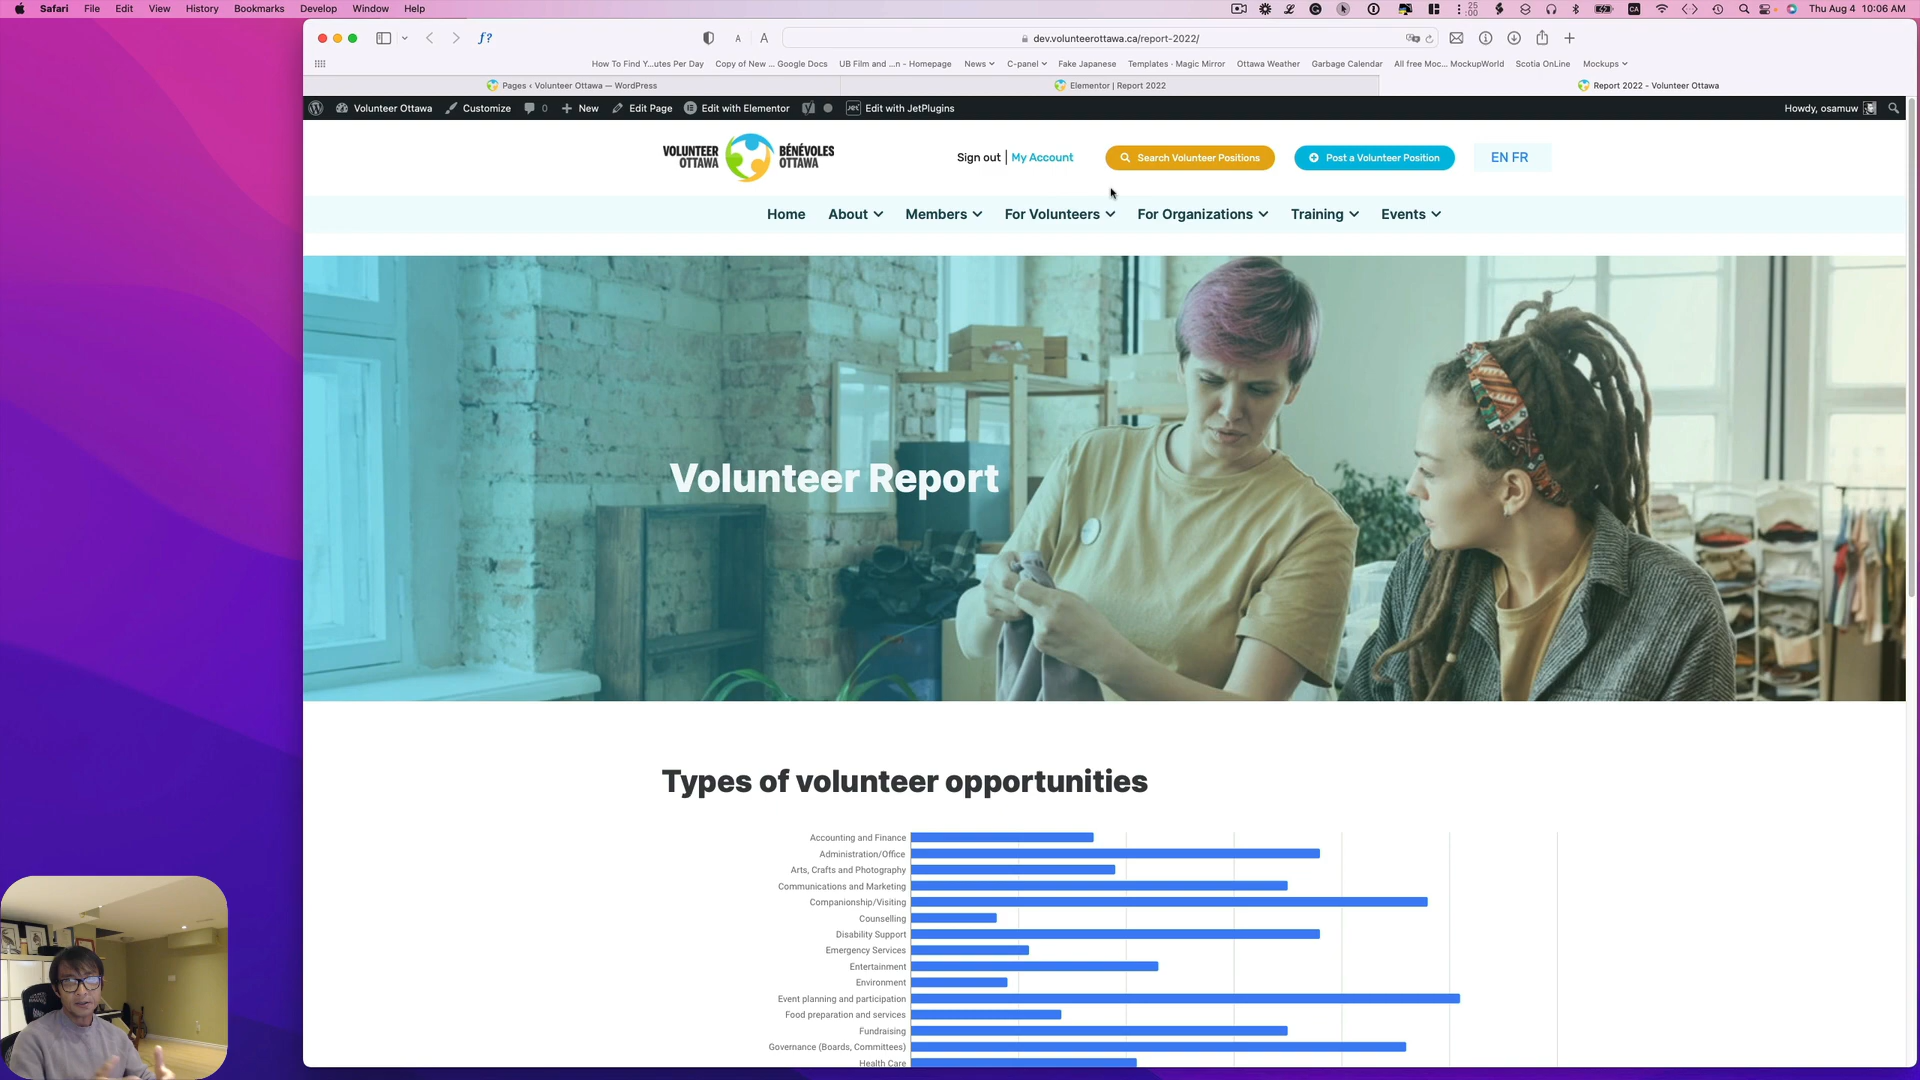 Safari File Edit View History Bookmarks Develop Window Help
25
:00
CA
Thu Aug 4 10:06 AM
f?
A A
dev.volunteerottawa.ca/report-2022/
How To Find Y...utes Per Day Copy of New ... Google Docs UB Film and ...n - Homepage News C-panel Fake Japanese Templates - Magic Mirror Ottawa Weather Garbage Calendar All free Moc... MockupWorld Scotia OnLine Mockups
Pages ‹ Volunteer Ottawa — WordPress Elementor | Report 2022 Report 2022 - Volunteer Ottawa
Volunteer Ottawa Customize 0 New Edit Page Edit with Elementor JET Edit with JetPlugins Howdy, osamuw
VOLUNTEER OTTAWA
BÉNÉVOLES OTTAWA
Sign out | My Account Search Volunteer Positions Post a Volunteer Position EN FR
Home About Members For Volunteers For Organizations Training Events
Volunteer Report
Types of volunteer opportunities
Accounting and Finance
Administration/Office
Arts, Crafts and Photography
Communications and Marketing
Companionship/Visiting
Counselling
Disability Support
Emergency Services
Entertainment
Environment
Event planning and participation
Food preparation and services
Fundraising
Governance (Boards, Committees)
Health Care